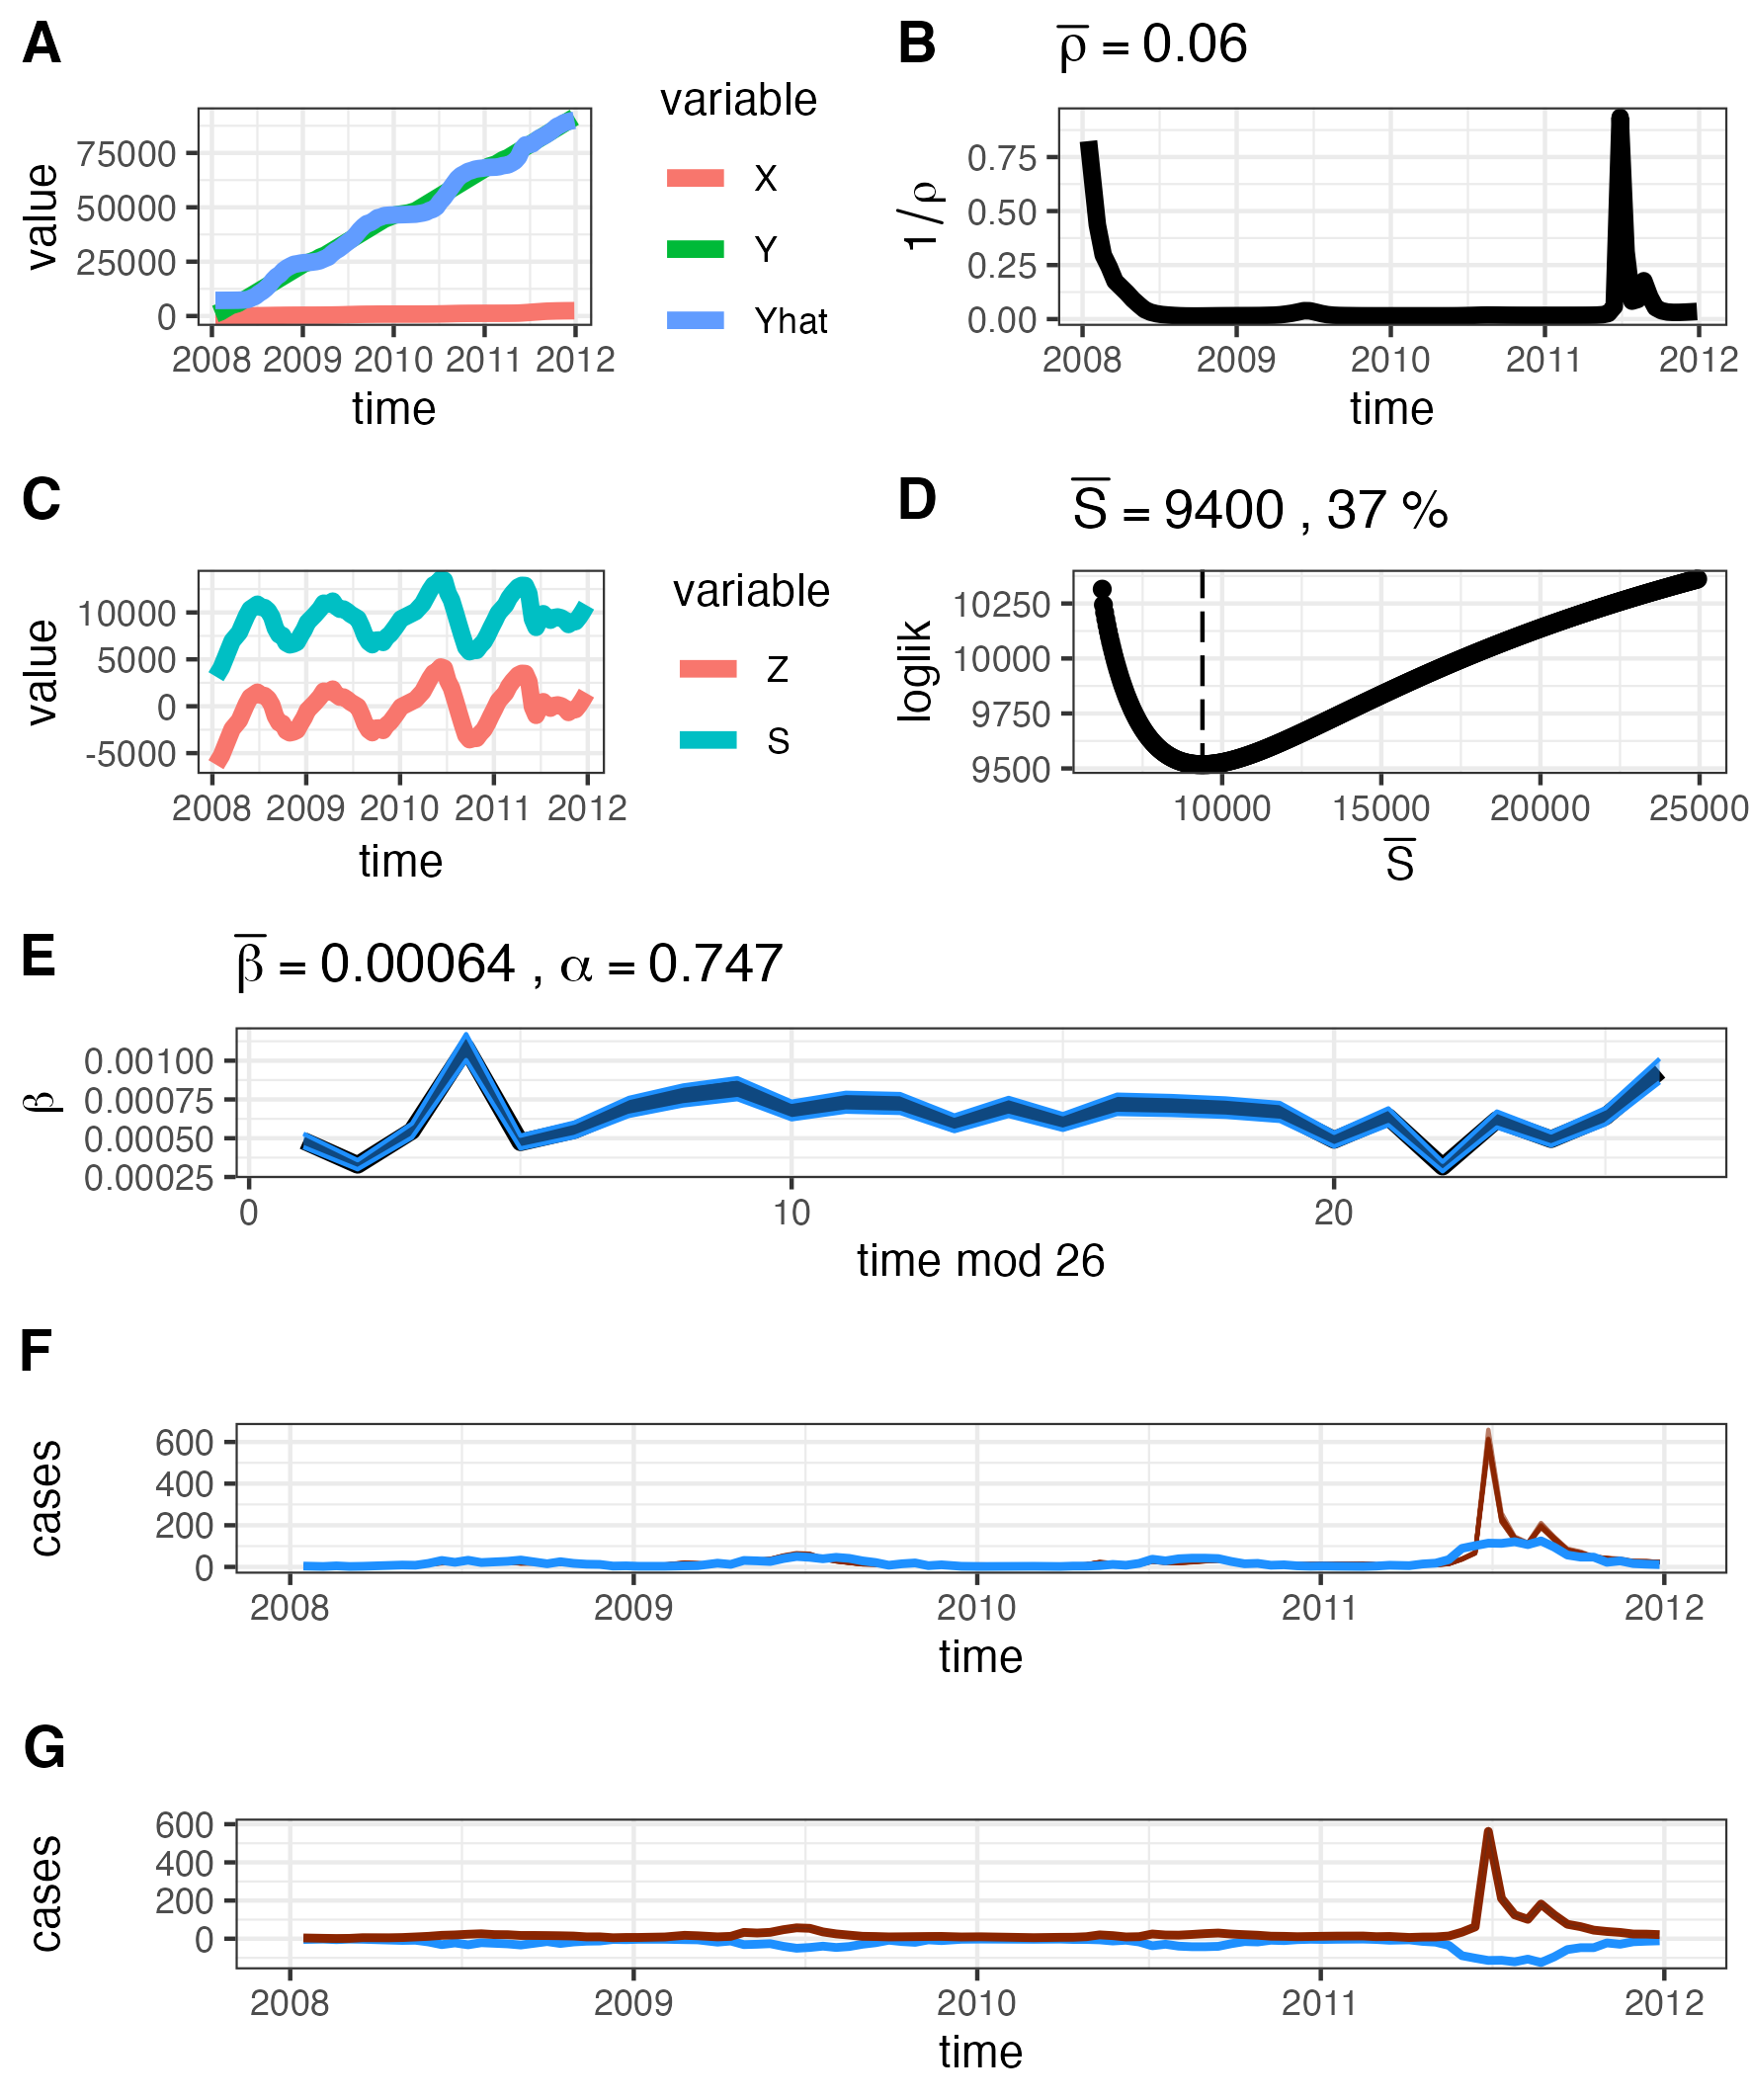 A
variable
X
Y
Yhat
value
75000
50000
25000
0
2008 2009 2010 2011 2012
time
B
ρ̅ = 0.06
1/ρ
0.75
0.50
0.25
0.00
2008 2009 2010 2011 2012
time
C
variable
Z
S
value
10000
5000
0
-5000
2008 2009 2010 2011 2012
time
D
S̅ = 9400 , 37 %
loglik
10250
10000
9750
9500
10000 15000 20000 25000
S̅
E
β̅ = 0.00064 , α = 0.747
β
0.00100
0.00075
0.00050
0.00025
0 10 20
time mod 26
F
cases
600
400
200
0
2008 2009 2010 2011 2012
time
G
cases
600
400
200
0
2008 2009 2010 2011 2012
time